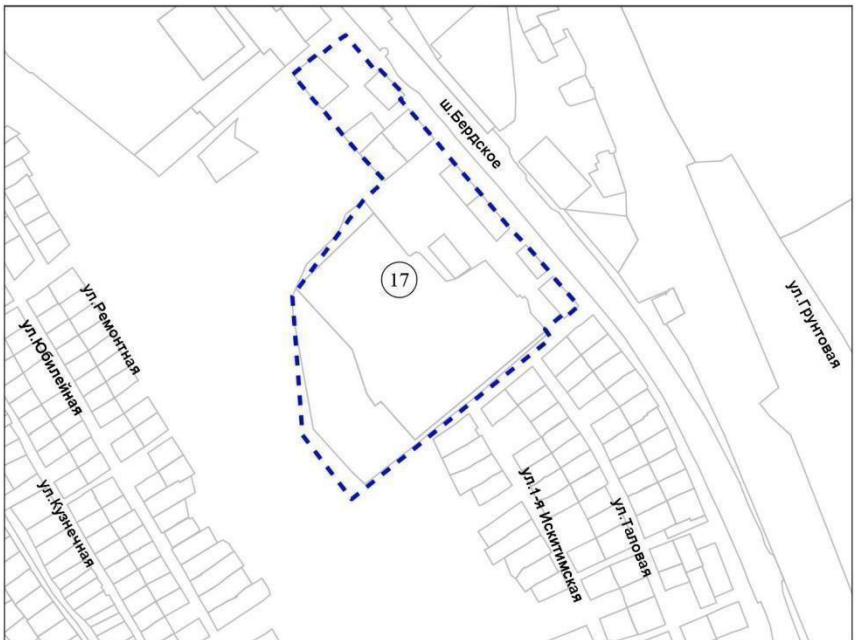 ш.Бердское
17
ул.Грунтовая
ул.Ремонтная
ул.Юбилейная
ул.Кузнечная
ул.1-я Искитимская
ул.Таловая